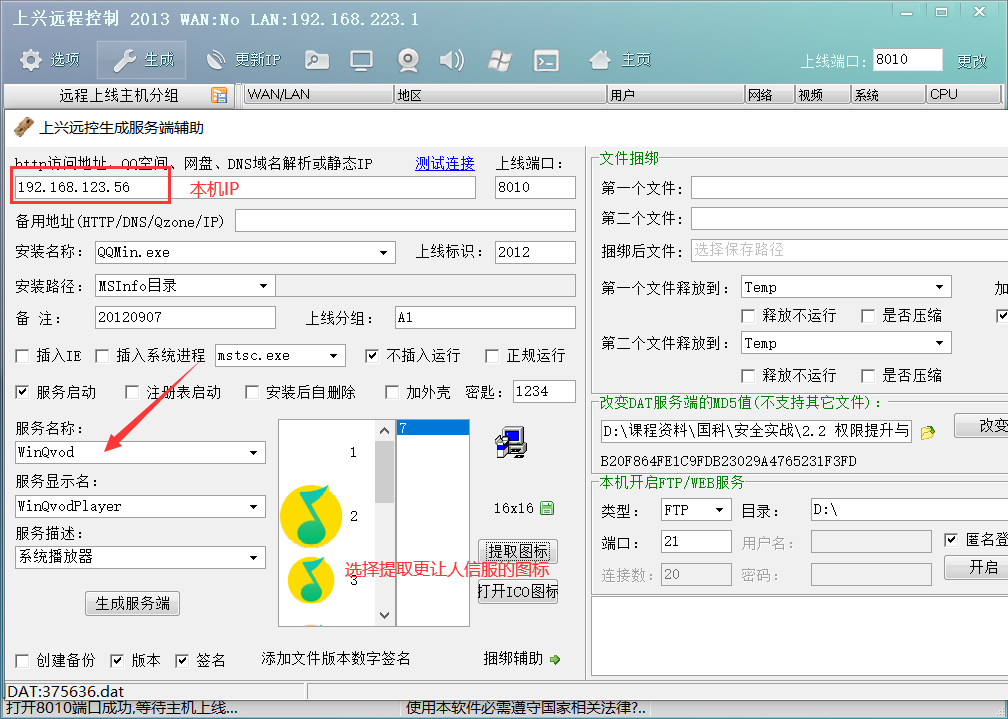 上兴远程控制 2013 WAN:No LAN:192.168.223.1
选项 生成 更新IP 主页 上线端口: 8010 更改
远程上线主机分组 WAN/LAN 地区 用户 网络 视频 系统 CPU
上兴远控生成服务端辅助
http访问地址、QQ空间、网盘、DNS域名解析或静态IP 测试连接 上线端口:
192.168.123.56 本机IP 8010
备用地址(HTTP/DNS/Qzone/IP)
安装名称: QQMin.exe 上线标识: 2012
安装路径: MSInfo目录
备 注: 20120907 上线分组: A1
插入IE 插入系统进程 mstsc.exe 不插入运行 正规运行
服务启动 注册表启动 安装后自删除 加外壳 密匙: 1234
服务名称:
WinQvod
服务显示名:
WinQvodPlayer
服务描述:
系统播放器
生成服务端
1
2
3
7
16x16
提取图标
选择提取更让人信服的图标
打开ICO图标
创建备份 版本 签名 添加文件版本数字签名 捆绑辅助
文件捆绑
第一个文件:
第二个文件:
捆绑后文件: 选择保存路径
第一个文件释放到: Temp 加
释放不运行 是否压缩
第二个文件释放到: Temp
释放不运行 是否压缩
改变DAT服务端的MD5值(不支持其它文件):
D:\课程资料\国科\安全实战\2.2 权限提升与 改变
B20F864FE1C9FDB23029A4765231F3FD
本机开启FTP/WEB服务
类型: FTP 目录: D:\
端口: 21 用户名: 匿名登
连接数: 20 密码: 开启
DAT:375636.dat
打开8010端口成功,等待主机上线... 使用本软件必需遵守国家相关法律?..